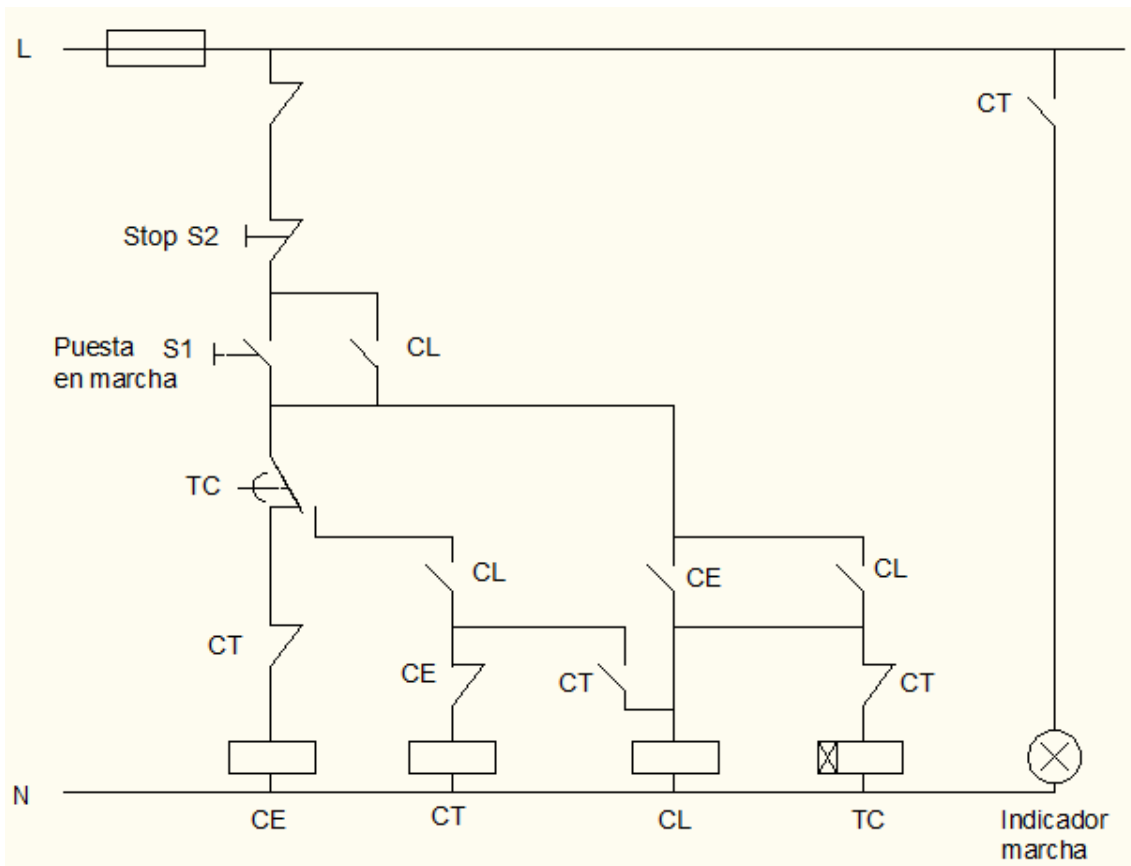 L
CT
Stop S2
Puesta S1
en marcha
CL
TC
CL
CE
CL
CT
CE
CT
CT
N
CE
CT
CL
TC
Indicador
marcha